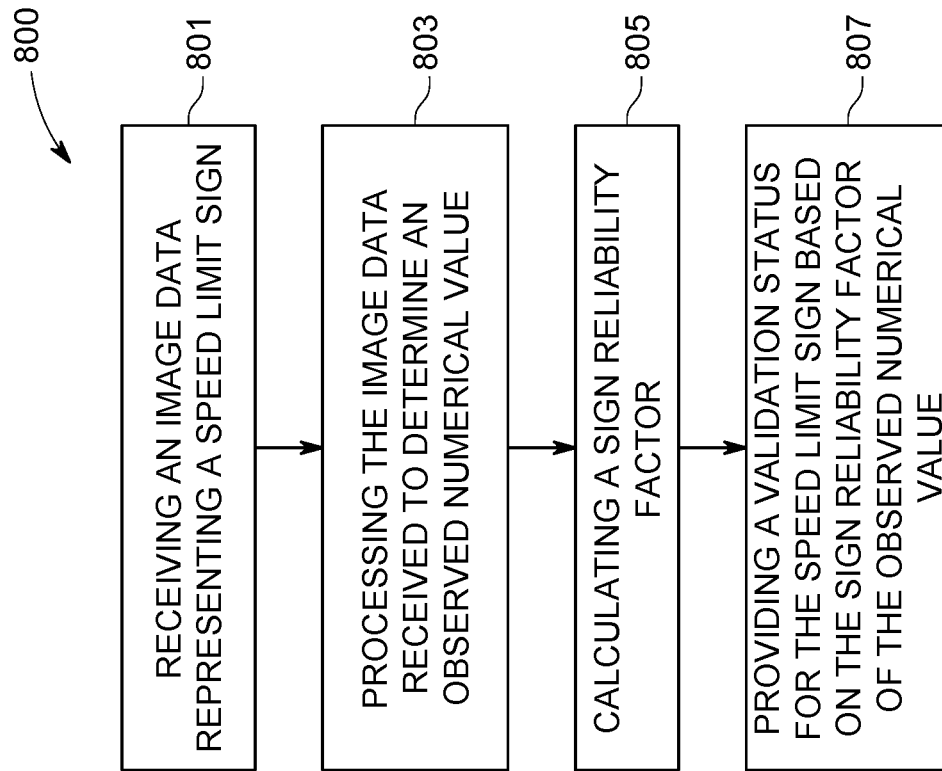 800
RECEIVING AN IMAGE DATA
REPRESENTING A SPEED LIMIT SIGN
801
PROCESSING THE IMAGE DATA
RECEIVED TO DETERMINE AN
OBSERVED NUMERICAL VALUE
803
CALCULATING A SIGN RELIABILITY
FACTOR
805
PROVIDING A VALIDATION STATUS
FOR THE SPEED LIMIT SIGN BASED
ON THE SIGN RELIABILITY FACTOR
OF THE OBSERVED NUMERICAL
VALUE
807